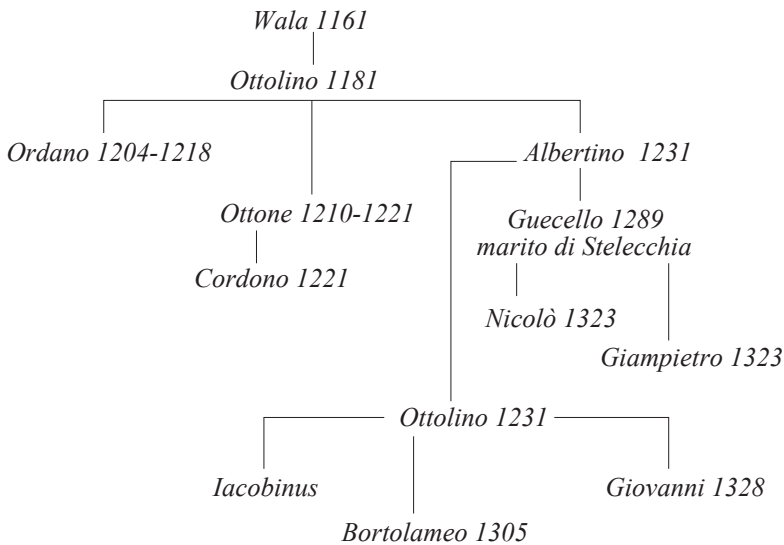 Wala 1161
Ottolino 1181
Ordano 1204-1218
Albertino 1231
Ottone 1210-1221
Guecello 1289
marito di Stelecchia
Cordono 1221
Nicolò 1323
Giampietro 1323
Ottolino 1231
Iacobinus
Giovanni 1328
Bortolameo 1305